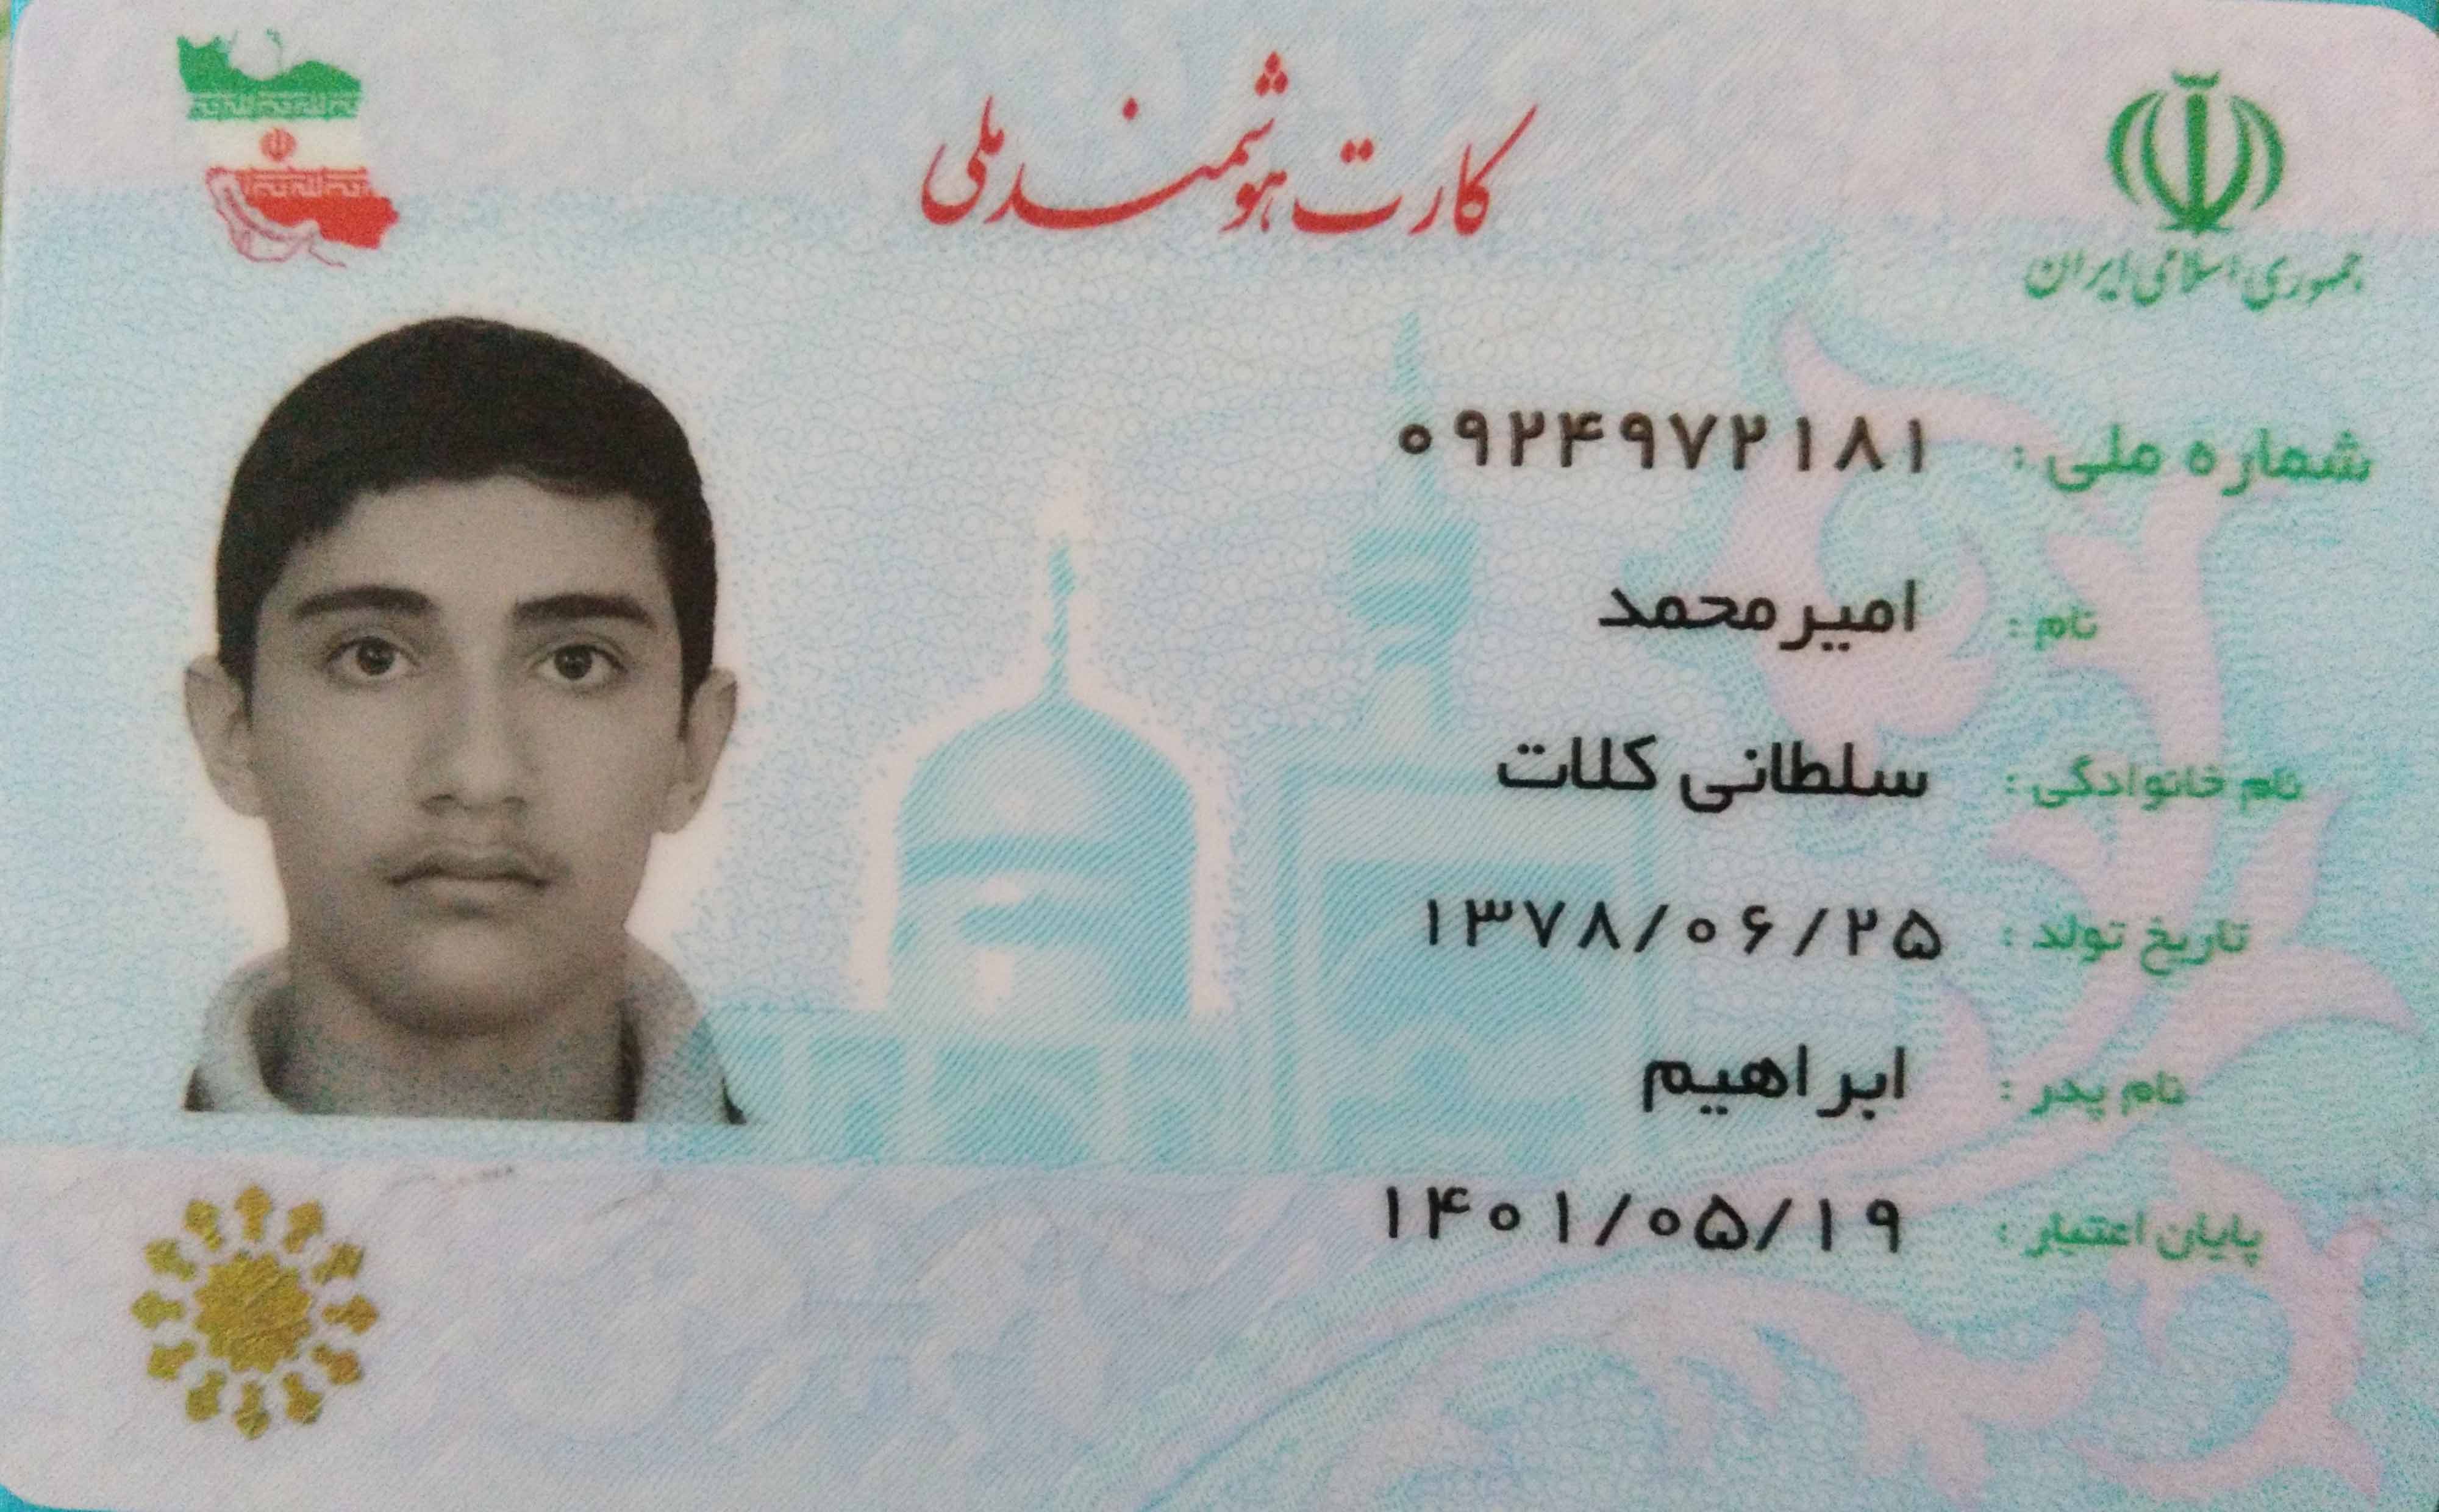 کارت هوشمند ملی
جمهوری اسلامی ایران
شماره ملی : ۰۹۲۴۹۷۲۱۸۱
نام : امیرمحمد
نام خانوادگی : سلطانی کلات
تاریخ تولد : ۱۳۷۸/۰۶/۲۵
نام پدر : ابراهیم
پایان اعتبار : ۱۴۰۱/۰۵/۱۹